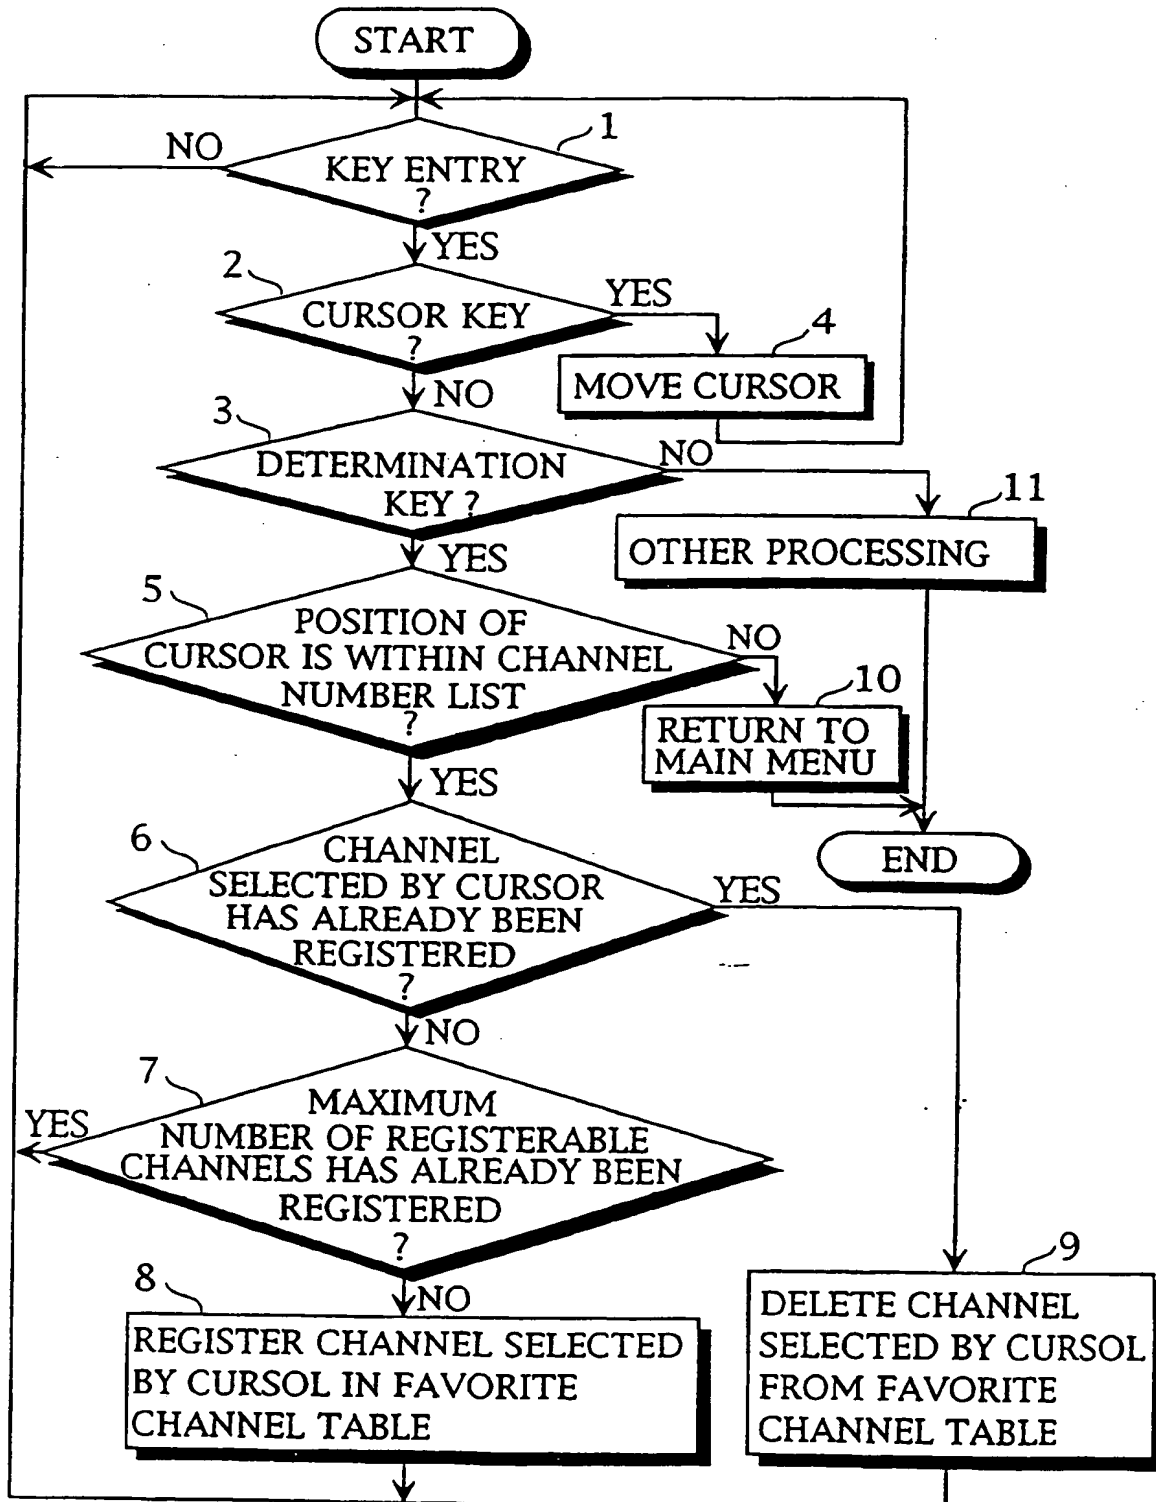 START
1
NO
KEY ENTRY
?
YES
2
CURSOR KEY
?
YES
4
MOVE CURSOR
NO
3
DETERMINATION
KEY ?
NO
11
OTHER PROCESSING
YES
5
POSITION OF
CURSOR IS WITHIN CHANNEL
NUMBER LIST
?
NO
10
RETURN TO
MAIN MENU
YES
END
6
CHANNEL
SELECTED BY CURSOR
HAS ALREADY BEEN
REGISTERED
?
YES
NO
7
MAXIMUM
NUMBER OF REGISTERABLE
CHANNELS HAS ALREADY BEEN
REGISTERED
?
YES
NO
8
REGISTER CHANNEL SELECTED
BY CURSOL IN FAVORITE
CHANNEL TABLE
9
DELETE CHANNEL
SELECTED BY CURSOL
FROM FAVORITE
CHANNEL TABLE